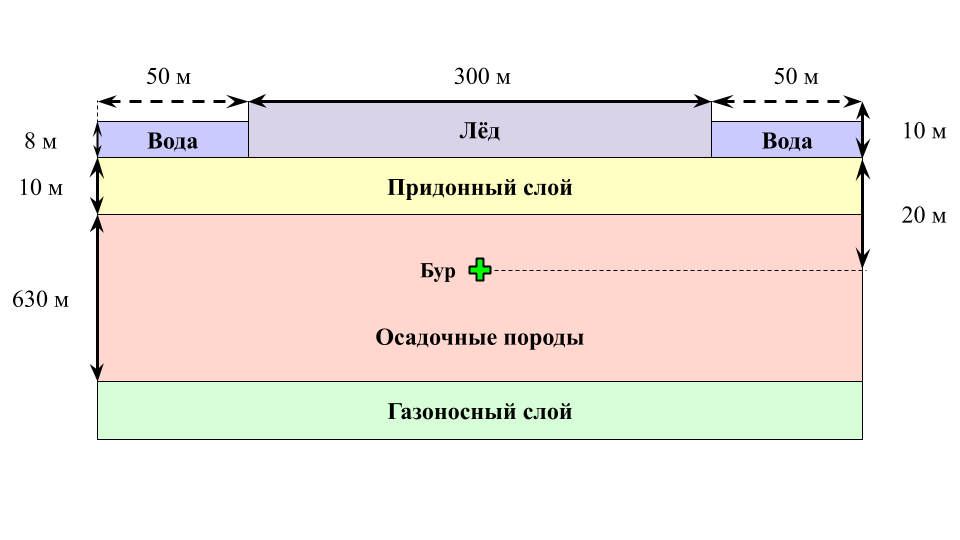 50 м
300 м
50 м
8 м
Вода
Лёд
Вода
10 м
10 м
Придонный слой
20 м
Бур
630 м
Осадочные породы
Газоносный слой